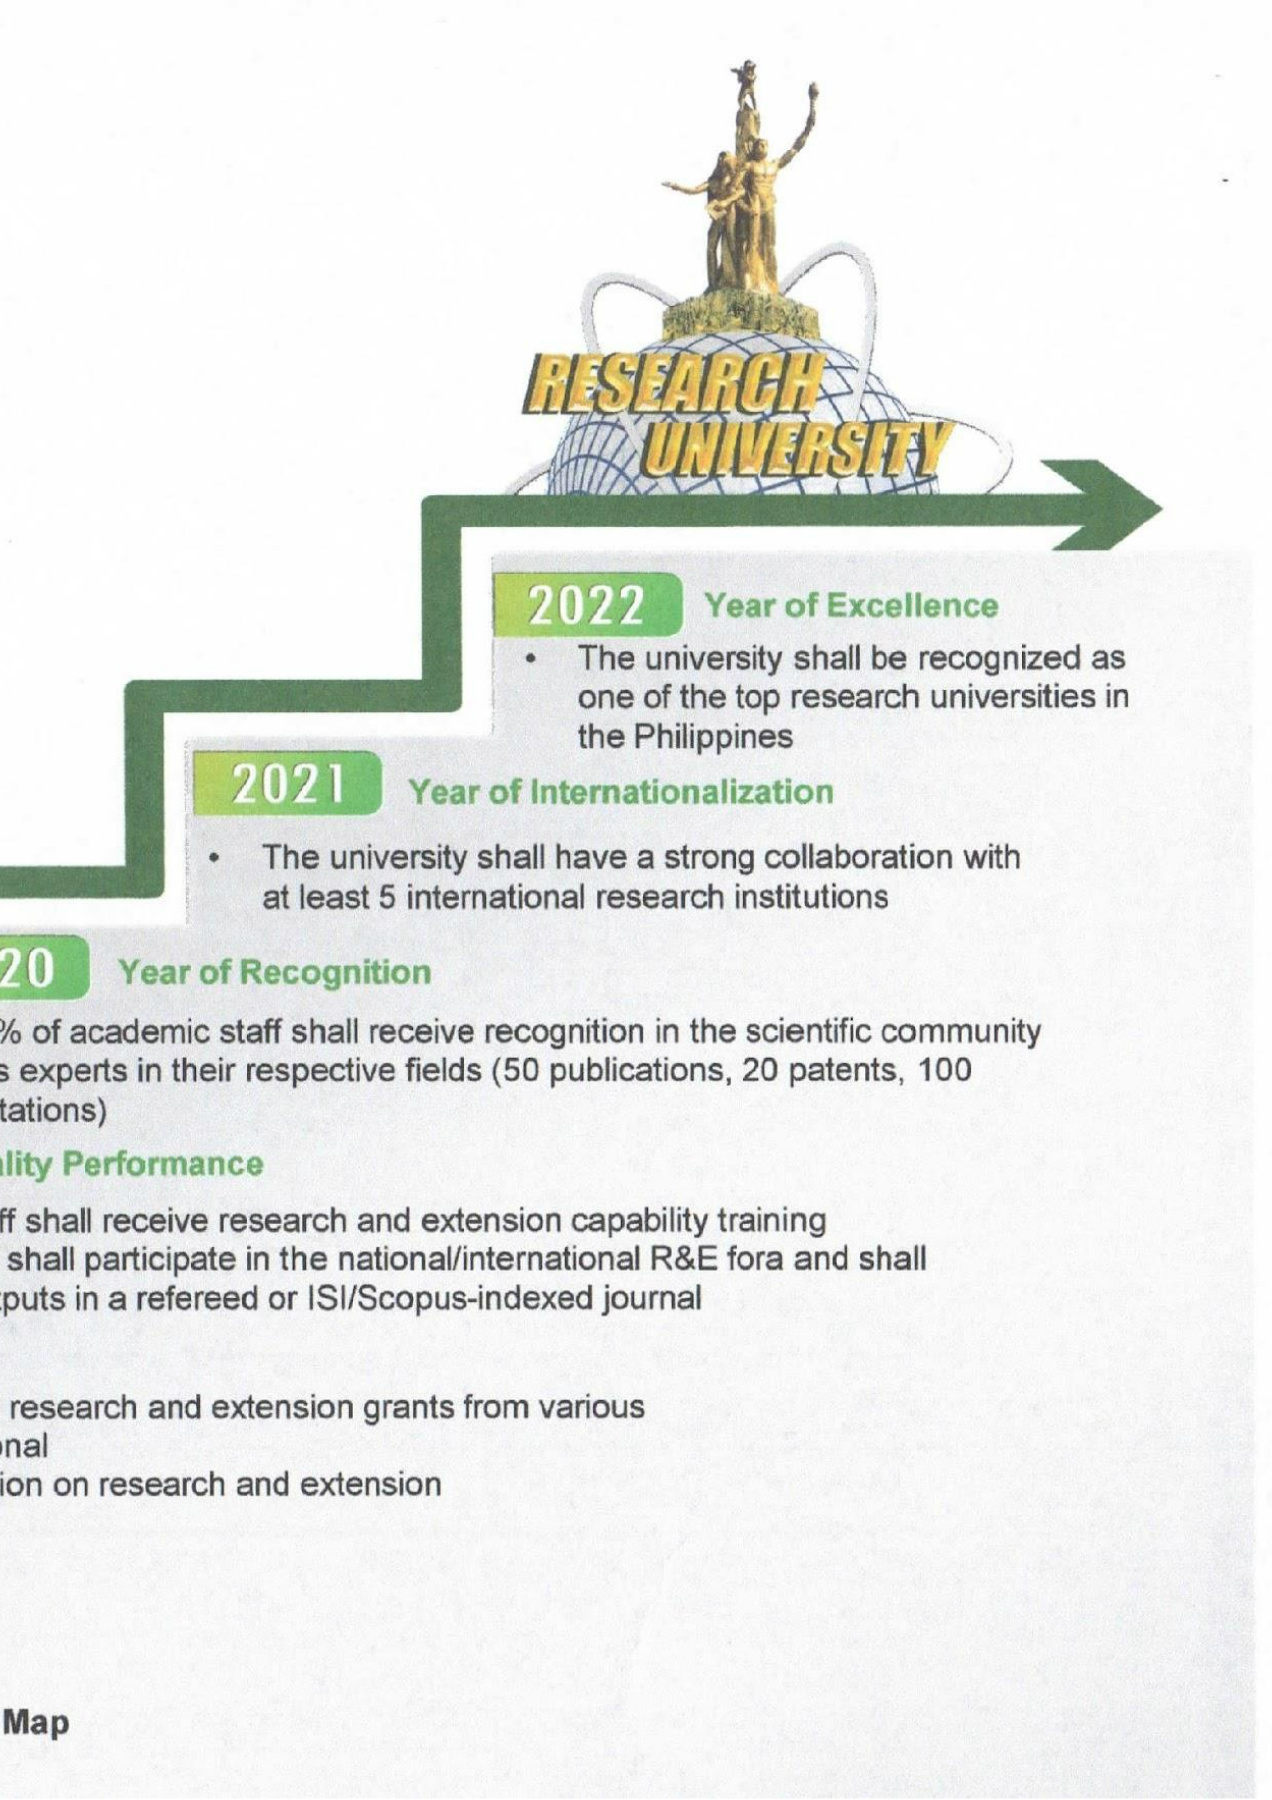 RESEARCH
UNIVERSITY
2022 Year of Excellence
• The university shall be recognized as
one of the top research universities in
the Philippines
2021 Year of Internationalization
• The university shall have a strong collaboration with
at least 5 international research institutions
20 Year of Recognition
% of academic staff shall receive recognition in the scientific community
s experts in their respective fields (50 publications, 20 patents, 100
tations)
lity Performance
ff shall receive research and extension capability training
shall participate in the national/international R&E fora and shall
tputs in a refereed or ISI/Scopus-indexed journal
research and extension grants from various
onal
ion on research and extension
Map